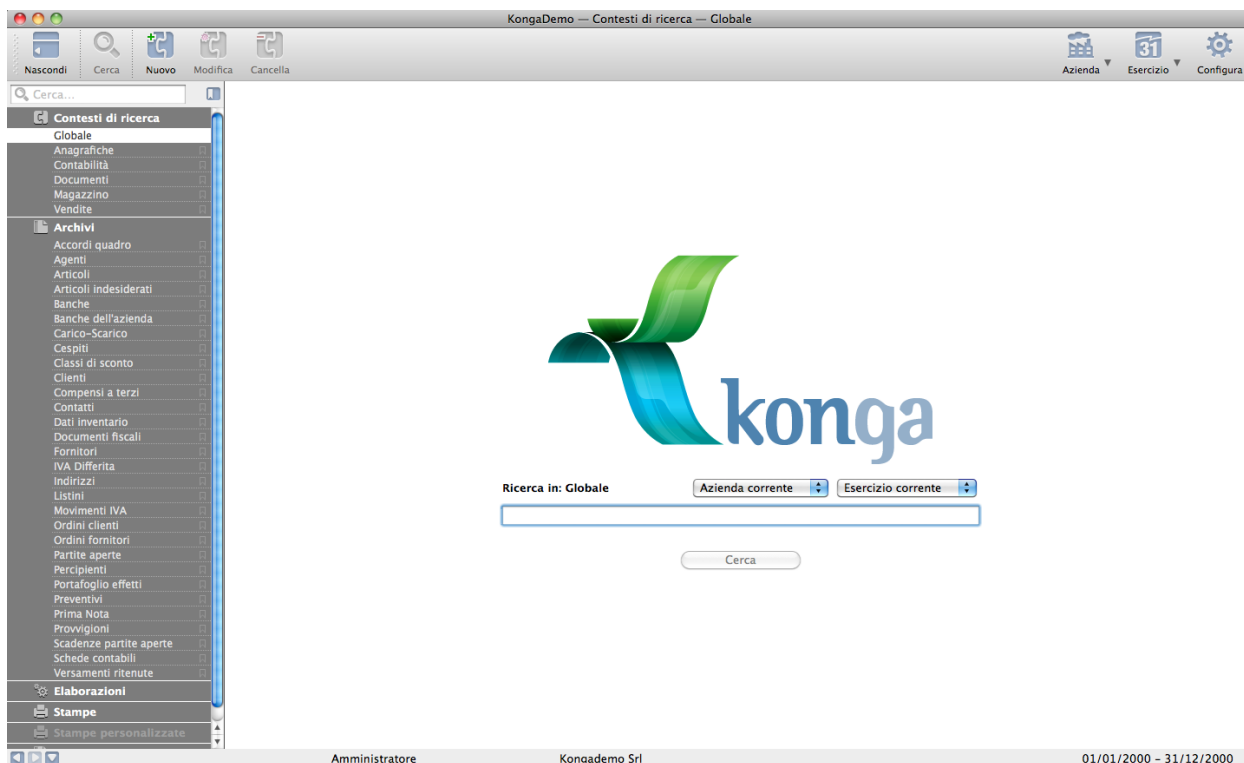 KongaDemo — Contesti di ricerca — Globale
Nascondi Cerca Nuovo Modifica Cancella Azienda Esercizio Configura
31
Cerca...
Contesti di ricerca
Globale
Anagrafiche
Contabilità
Documenti
Magazzino
Vendite
Archivi
Accordi quadro
Agenti
Articoli
Articoli indesiderati
Banche
Banche dell'azienda
Carico-Scarico
Cespiti
Classi di sconto
Clienti
Compensi a terzi
Contatti
Dati inventario
Documenti fiscali
Fornitori
IVA Differita
Indirizzi
Listini
Movimenti IVA
Ordini clienti
Ordini fornitori
Partite aperte
Percipienti
Portafoglio effetti
Preventivi
Prima Nota
Provvigioni
Scadenze partite aperte
Schede contabili
Versamenti ritenute
Elaborazioni
Stampe
Stampe personalizzate
konga
Ricerca in: Globale Azienda corrente Esercizio corrente
Cerca
Amministratore Kongademo Srl 01/01/2000 - 31/12/2000